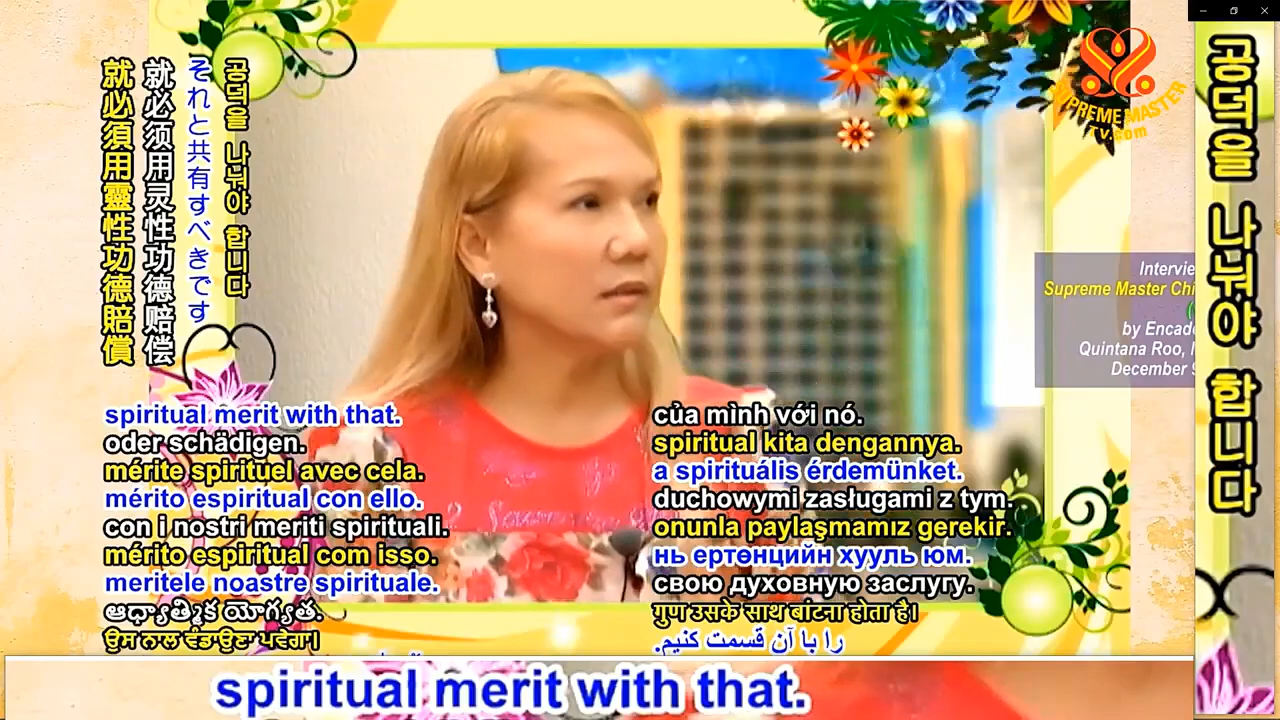 就必須用靈性功德賠償
就必须用灵性功德赔偿
それと共有すべきです
공덕을 나눠야 합니다
SUPREME MASTER
TV.com
공덕을 나눠야 합니다
Supreme Master
by
Quintana Roo,
December
spiritual merit with that.
oder schädigen.
mérite spirituel avec cela.
mérito espiritual con ello.
con i nostri meriti spirituali.
mérito espiritual com isso.
meritele noastre spirituale.
ఆధ్యాత్మిక యోగ్యత.
ਉਸ ਨਾਲ ਵੰਡਾਉਣਾ ਪਵੇਗਾ।
của mình với nó.
spiritual kita dengannya.
a spirituális érdemünket.
duchowymi zasługami z tym.
onunla paylaşmamız gerekir.
нь ертөнцийн хууль юм.
свою духовную заслугу.
गुण उसके साथ बांटना होता है।
را با آن قسمت کنیم.
spiritual merit with that.